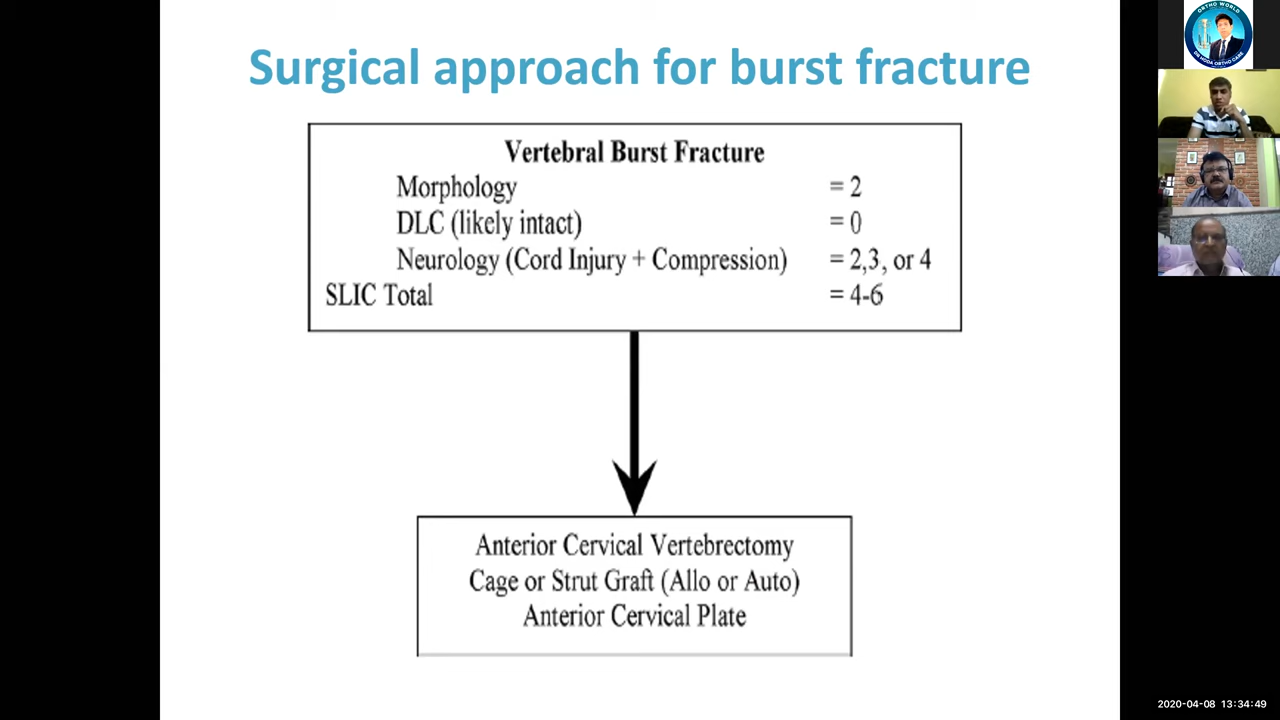 Surgical approach for burst fracture
Vertebral Burst Fracture
Morphology = 2
DLC (likely intact) = 0
Neurology (Cord Injury + Compression) = 2,3, or 4
SLIC Total = 4-6
Anterior Cervical Vertebrectomy
Cage or Strut Graft (Allo or Auto)
Anterior Cervical Plate
ORTHO WORLD
2020-04-08 13:34:49